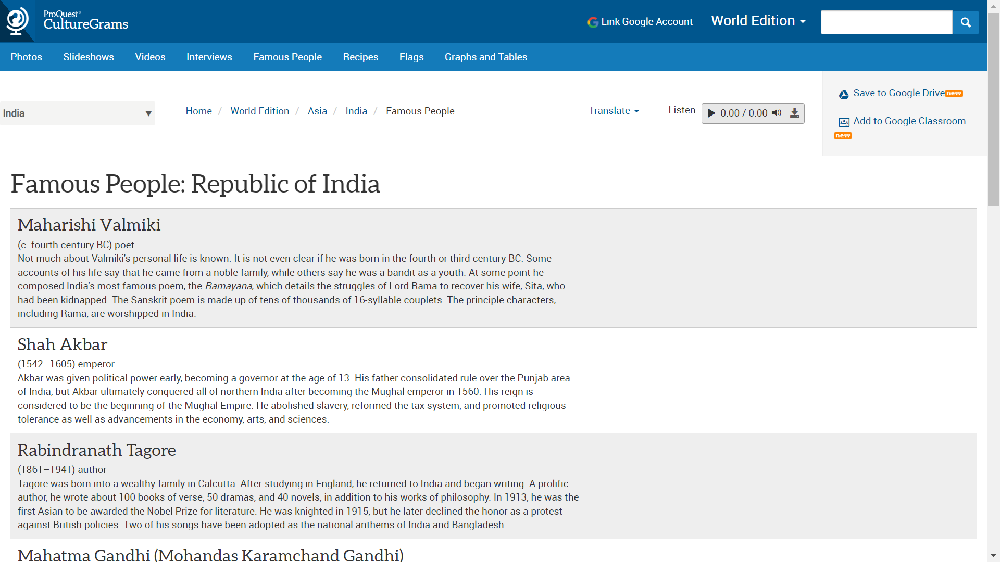 ProQuest®
CultureGrams
Link Google Account
World Edition
Photos
Slideshows
Videos
Interviews
Famous People
Recipes
Flags
Graphs and Tables
India
Home / World Edition / Asia / India / Famous People
Translate
Listen:
0:00 / 0:00
Save to Google Drive new
Add to Google Classroom
new
Famous People: Republic of India
Maharishi Valmiki
(c. fourth century BC) poet
Not much about Valmiki's personal life is known. It is not even clear if he was born in the fourth or third century BC. Some
accounts of his life say that he came from a noble family, while others say he was a bandit as a youth. At some point he
composed India's most famous poem, the Ramayana, which details the struggles of Lord Rama to recover his wife, Sita, who
had been kidnapped. The Sanskrit poem is made up of tens of thousands of 16-syllable couplets. The principle characters,
including Rama, are worshipped in India.
Shah Akbar
(1542–1605) emperor
Akbar was given political power early, becoming a governor at the age of 13. His father consolidated rule over the Punjab area
of India, but Akbar ultimately conquered all of northern India after becoming the Mughal emperor in 1560. His reign is
considered to be the beginning of the Mughal Empire. He abolished slavery, reformed the tax system, and promoted religious
tolerance as well as advancements in the economy, arts, and sciences.
Rabindranath Tagore
(1861–1941) author
Tagore was born into a wealthy family in Calcutta. After studying in England, he returned to India and began writing. A prolific
author, he wrote about 100 books of verse, 50 dramas, and 40 novels, in addition to his works of philosophy. In 1913, he was the
first Asian to be awarded the Nobel Prize for literature. He was knighted in 1915, but he later declined the honor as a protest
against British policies. Two of his songs have been adopted as the national anthems of India and Bangladesh.
Mahatma Gandhi (Mohandas Karamchand Gandhi)